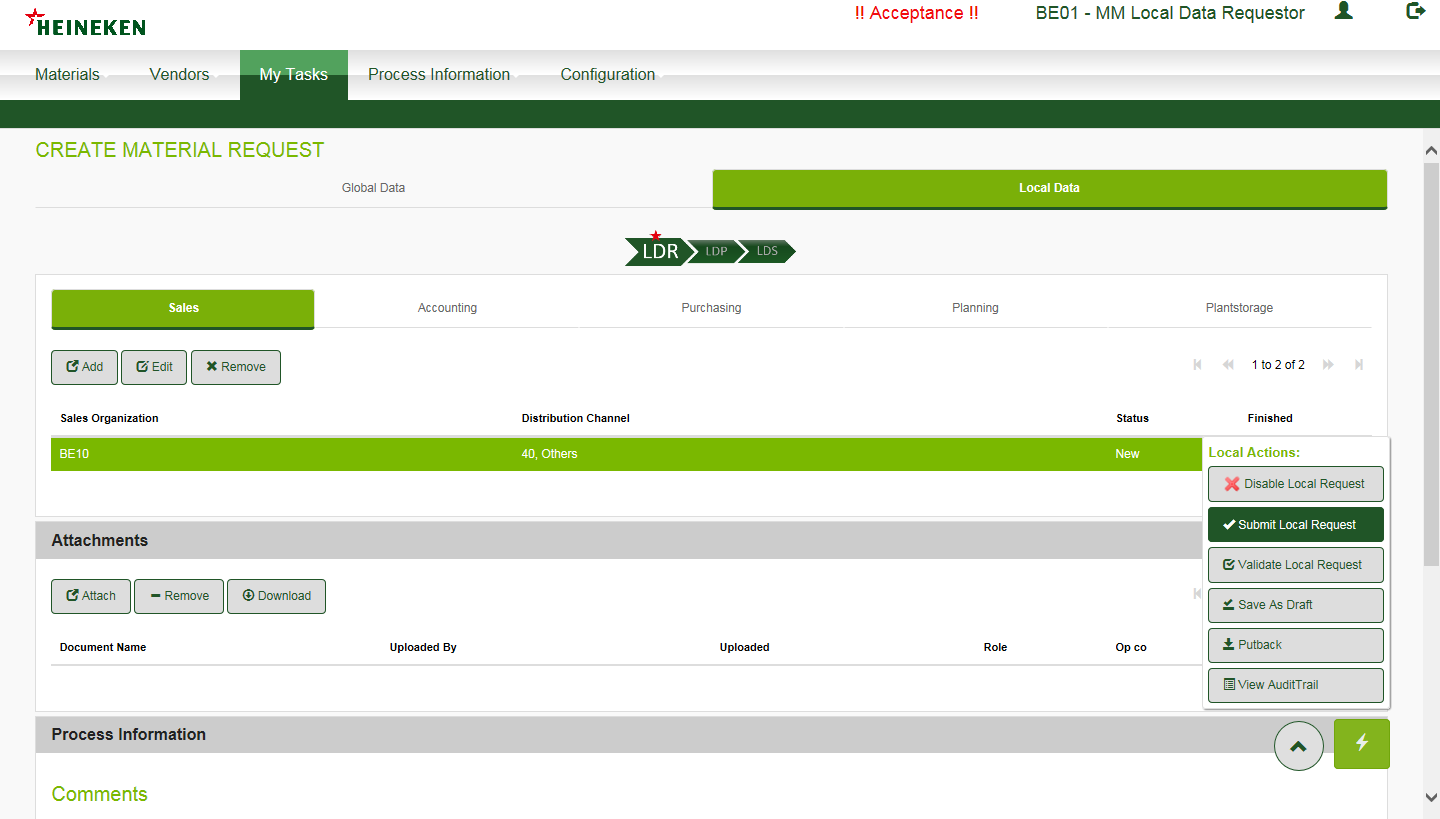 HEINEKEN
!! Acceptance !! BE01 - MM Local Data Requestor
Materials Vendors My Tasks Process Information Configuration
CREATE MATERIAL REQUEST
Global Data Local Data
LDR LDP LDS
Sales Accounting Purchasing Planning Plantstorage
Add Edit Remove 1 to 2 of 2
Sales Organization Distribution Channel Status Finished
BE10 40, Others New
Local Actions:
Disable Local Request
Submit Local Request
Validate Local Request
Save As Draft
Putback
View AuditTrail
Attachments
Attach Remove Download
Document Name Uploaded By Uploaded Role Op co
Process Information
Comments